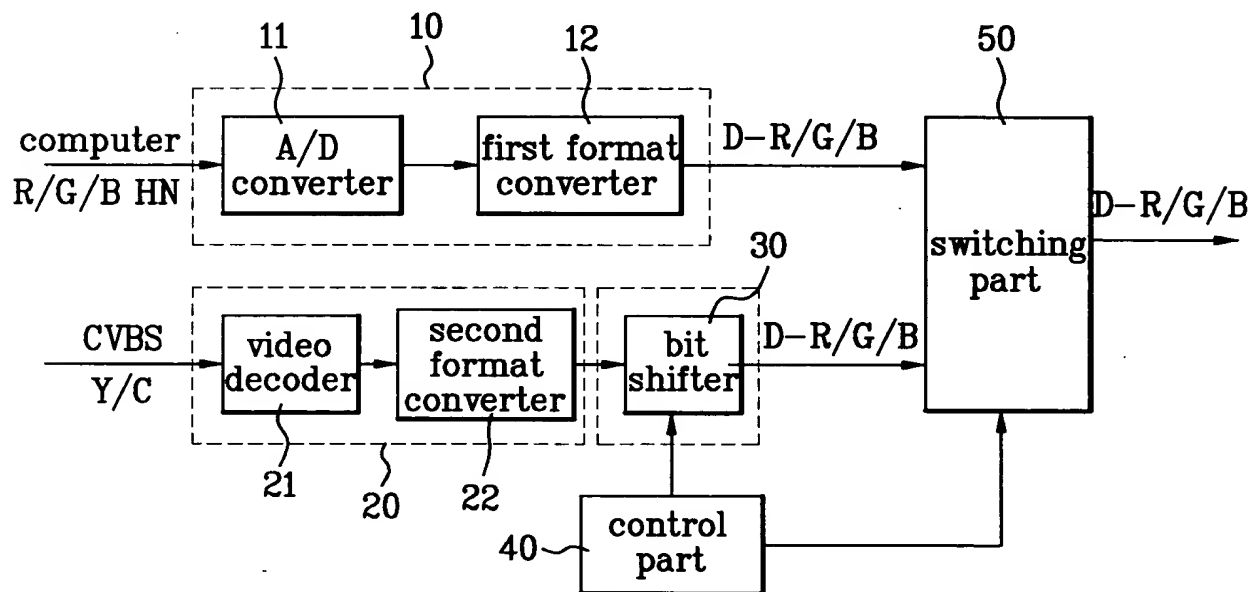 11
10
12
50
computer
R/G/B HN
A/D
converter
first format
converter
D-R/G/B
switching
part
D-R/G/B
30
CVBS
Y/C
video
decoder
second
format
converter
bit
shifter
D-R/G/B
21
20
22
40
control
part